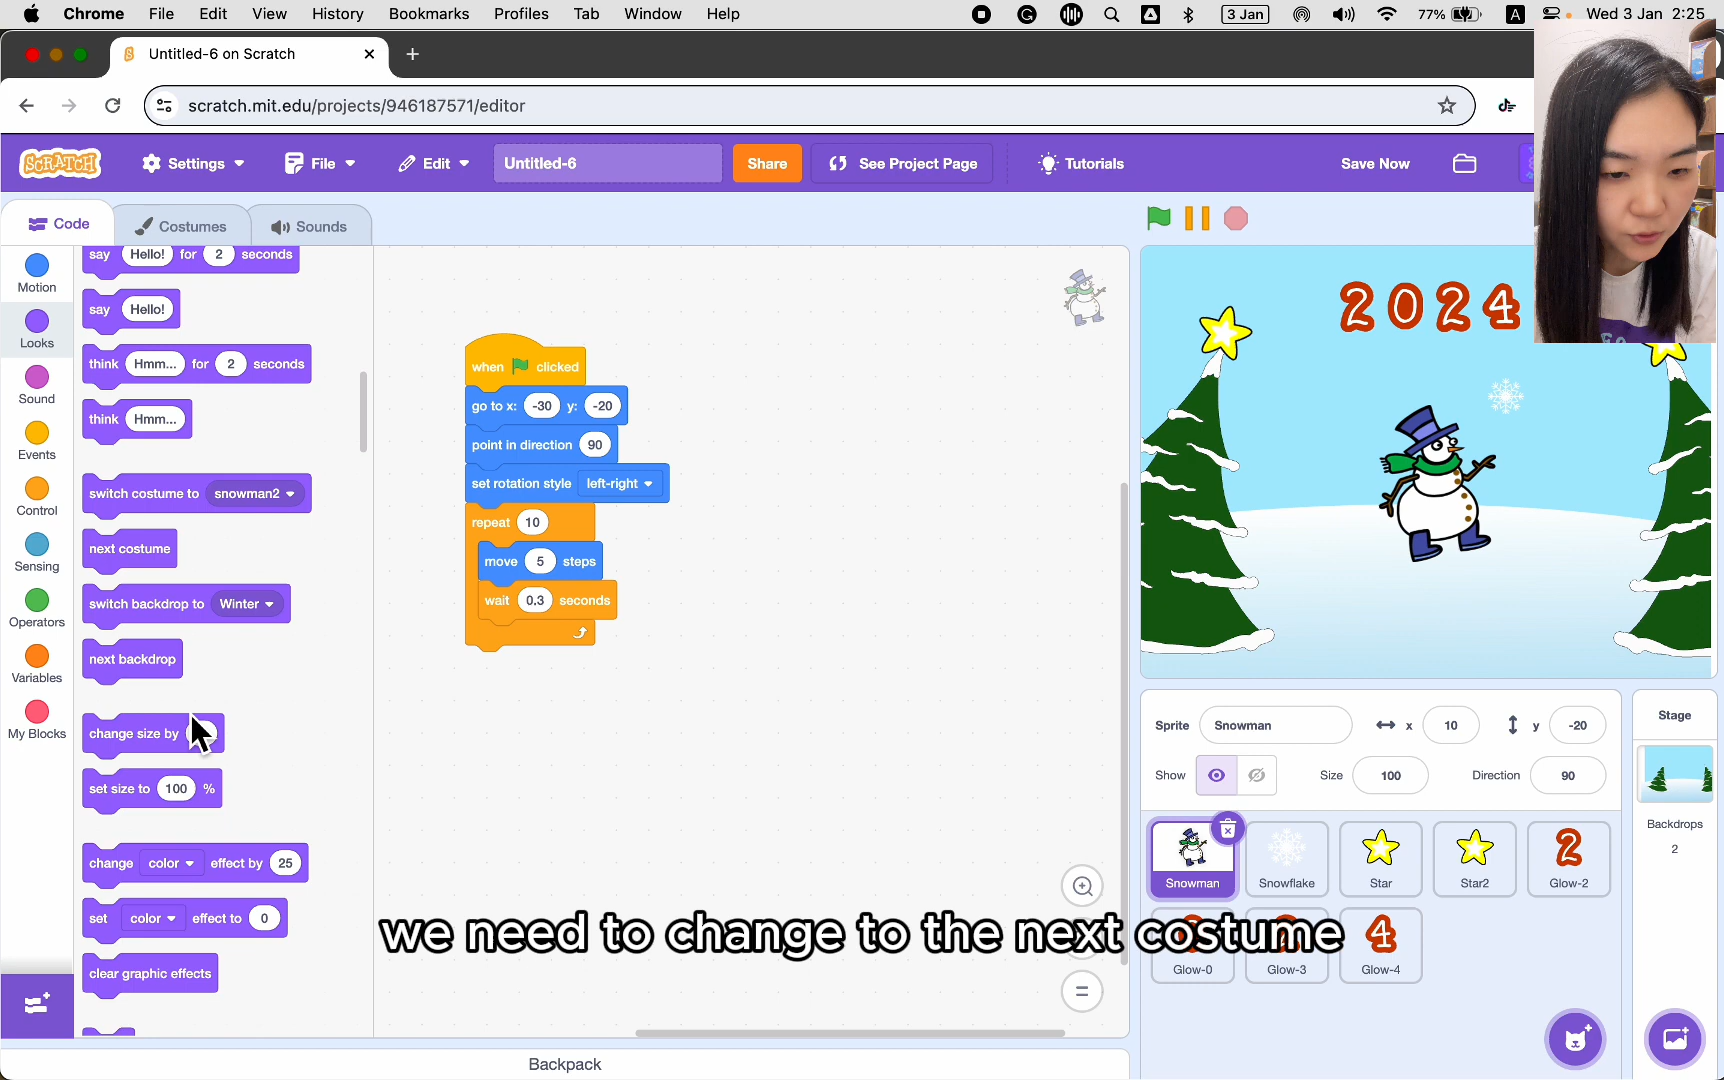 Chrome File Edit View History Bookmarks Profiles Tab Window Help 3 Jan 77% A Wed 3 Jan 2:25
Untitled-6 on Scratch
scratch.mit.edu/projects/946187571/editor
SCRATCH Settings File Edit Untitled-6 Share See Project Page Tutorials Save Now
Code Costumes Sounds
Motion
Looks
Sound
Events
Control
Sensing
Operators
Variables
My Blocks
say Hello! for 2 seconds
say Hello!
think Hmm... for 2 seconds
think Hmm...
switch costume to snowman2
next costume
switch backdrop to Winter
next backdrop
change size by
set size to 100 %
change color effect by 25
set color effect to 0
clear graphic effects
when clicked
go to x: -30 y: -20
point in direction 90
set rotation style left-right
repeat 10
move 5 steps
wait 0.3 seconds
2024
Sprite Snowman x 10 y -20
Show Size 100 Direction 90
Snowman Snowflake Star Star2 2 Glow-2
4
Glow-0 Glow-3 Glow-4
Stage
Backdrops
2
we need to change to the next costume
Backpack